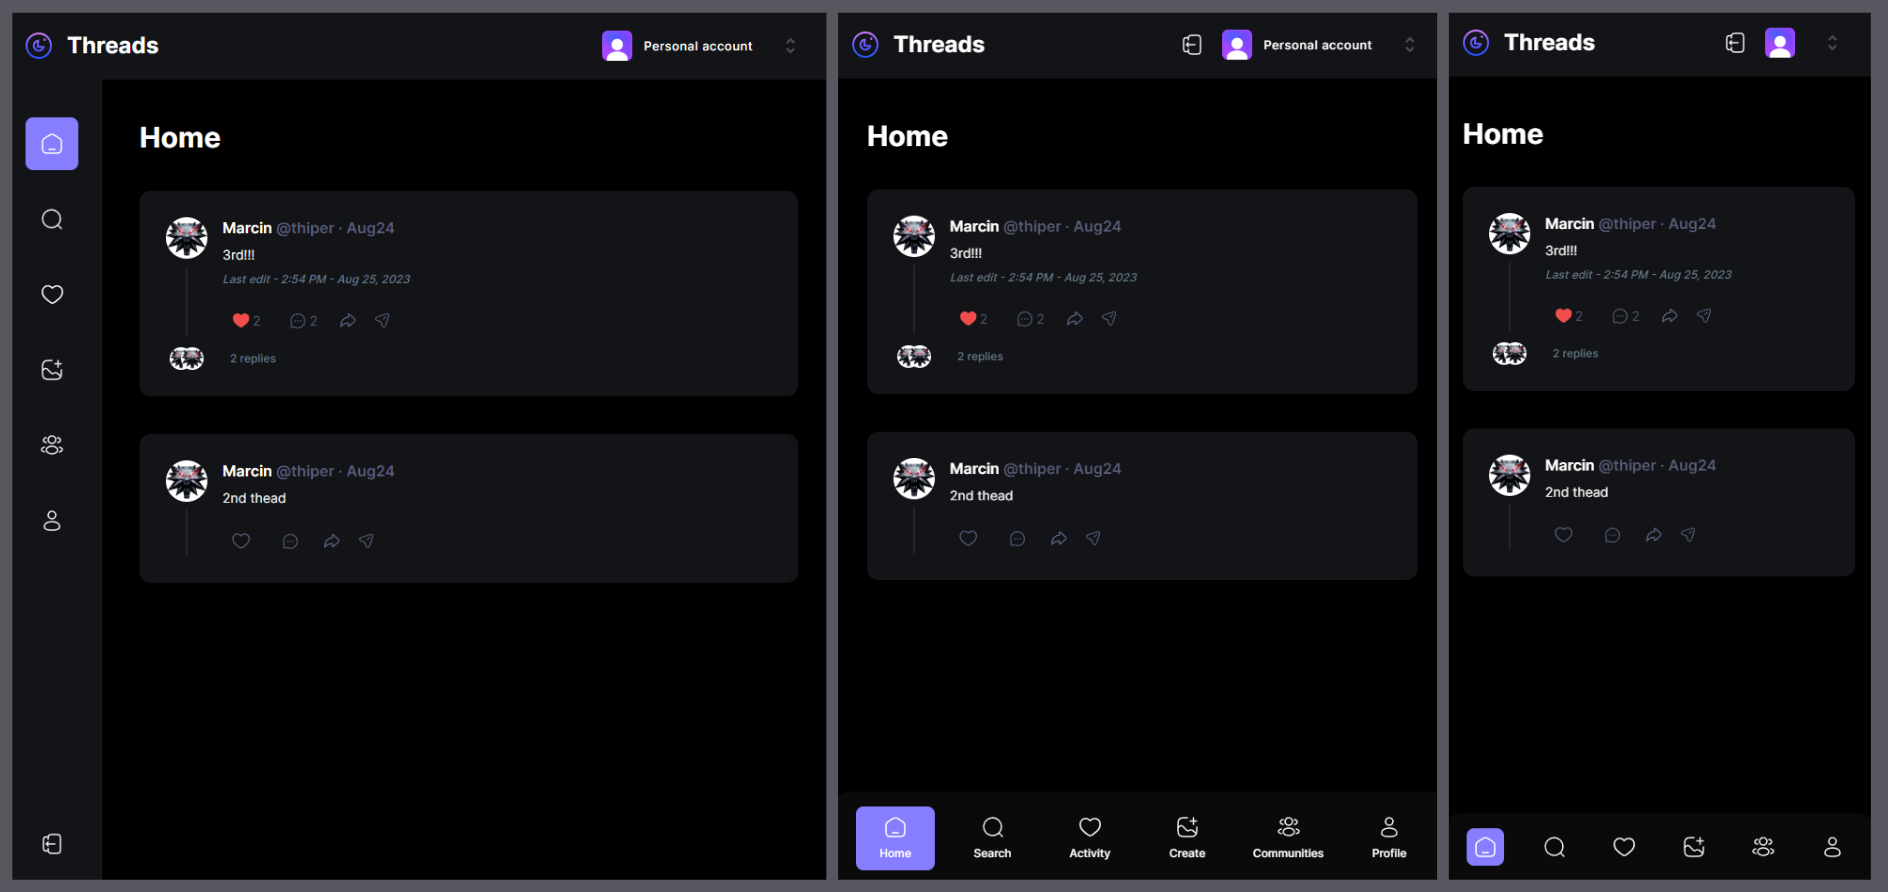 Threads
Personal account
Home
Marcin @thiper · Aug24
3rd!!!
Last edit - 2:54 PM - Aug 25, 2023
2 2
2 replies
Marcin @thiper · Aug24
2nd thead
Threads
Personal account
Home
Marcin @thiper · Aug24
3rd!!!
Last edit - 2:54 PM - Aug 25, 2023
2 2
2 replies
Marcin @thiper · Aug24
2nd thead
Home Search Activity Create Communities Profile
Threads
Home
Marcin @thiper · Aug24
3rd!!!
Last edit - 2:54 PM - Aug 25, 2023
2 2
2 replies
Marcin @thiper · Aug24
2nd thead